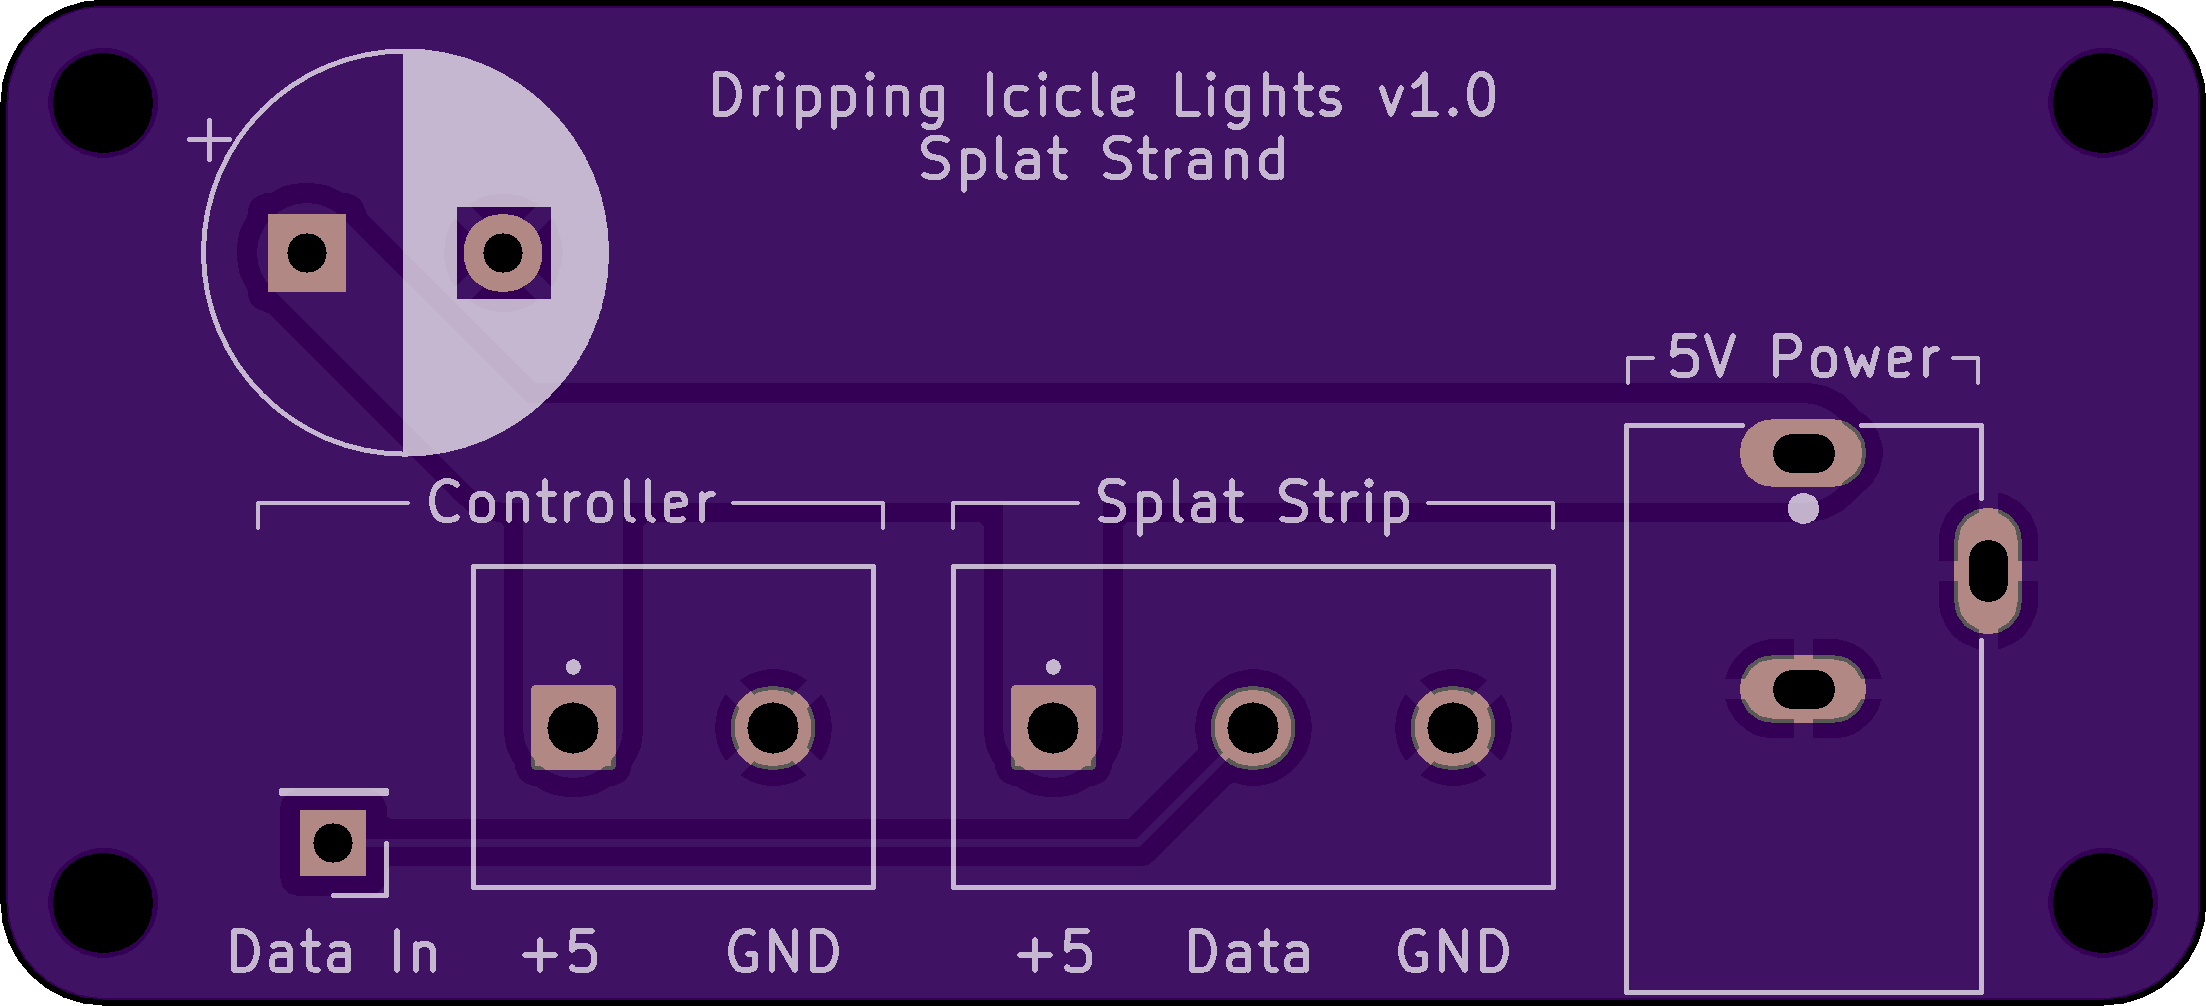 Dripping Icicle Lights v1.0
Splat Strand
+
5V Power
Controller
Splat Strip
Data In +5 GND +5 Data GND